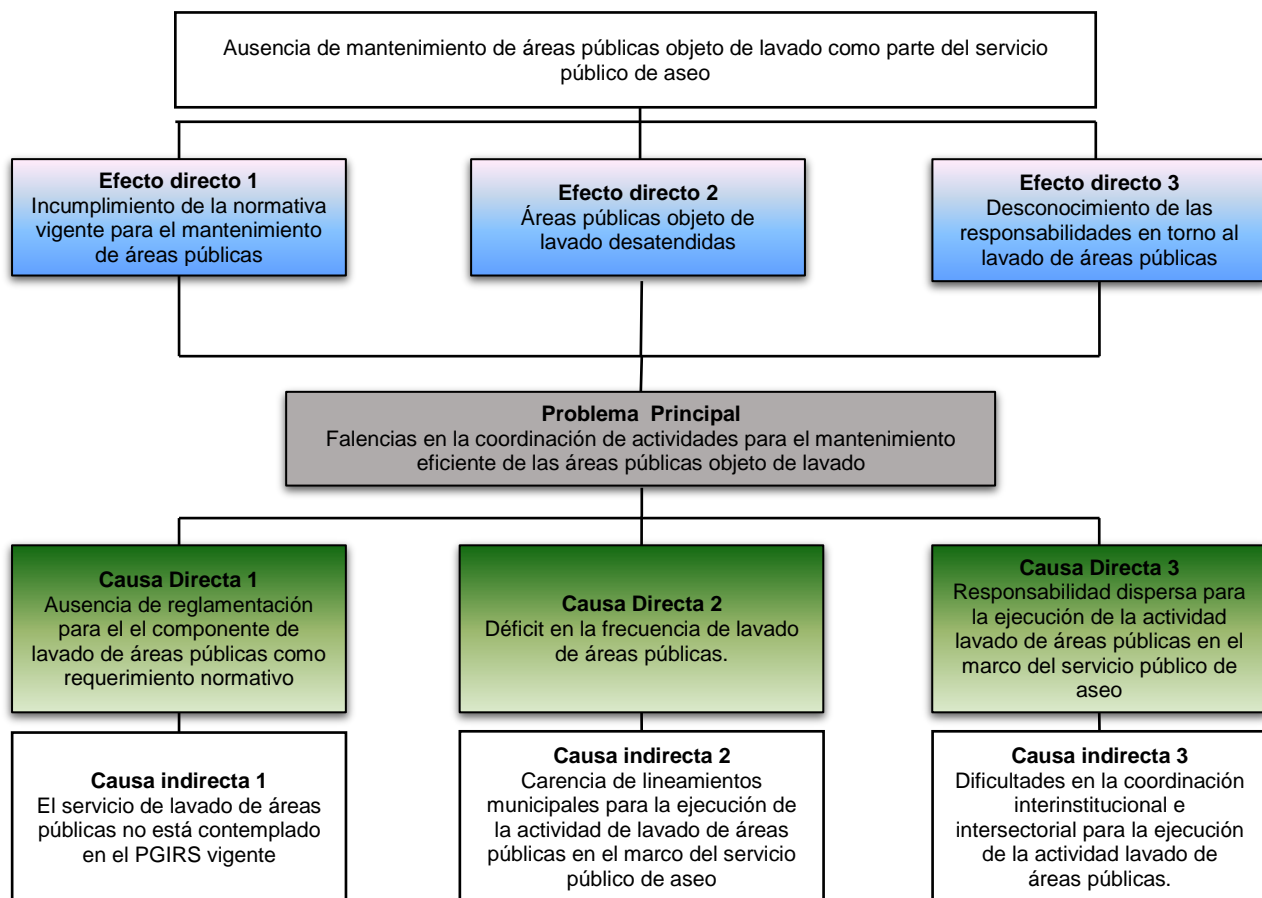 Ausencia de mantenimiento de áreas públicas objeto de lavado como parte del servicio
público de aseo
Efecto directo 1
Incumplimiento de la normativa
vigente para el mantenimiento
de áreas públicas
Efecto directo 2
Áreas públicas objeto de
lavado desatendidas
Efecto directo 3
Desconocimiento de las
responsabilidades en torno al
lavado de áreas públicas
Problema Principal
Falencias en la coordinación de actividades para el mantenimiento
eficiente de las áreas públicas objeto de lavado
Causa Directa 1
Ausencia de reglamentación
para el el componente de
lavado de áreas públicas como
requerimiento normativo
Causa Directa 2
Déficit en la frecuencia de lavado
de áreas públicas.
Causa Directa 3
Responsabilidad dispersa para
la ejecución de la actividad
lavado de áreas públicas en el
marco del servicio público de
aseo
Causa indirecta 1
El servicio de lavado de áreas
públicas no está contemplado
en el PGIRS vigente
Causa indirecta 2
Carencia de lineamientos
municipales para la ejecución de
la actividad de lavado de áreas
públicas en el marco del servicio
público de aseo
Causa indirecta 3
Dificultades en la coordinación
interinstitucional e
intersectorial para la ejecución
de la actividad lavado de
áreas públicas.